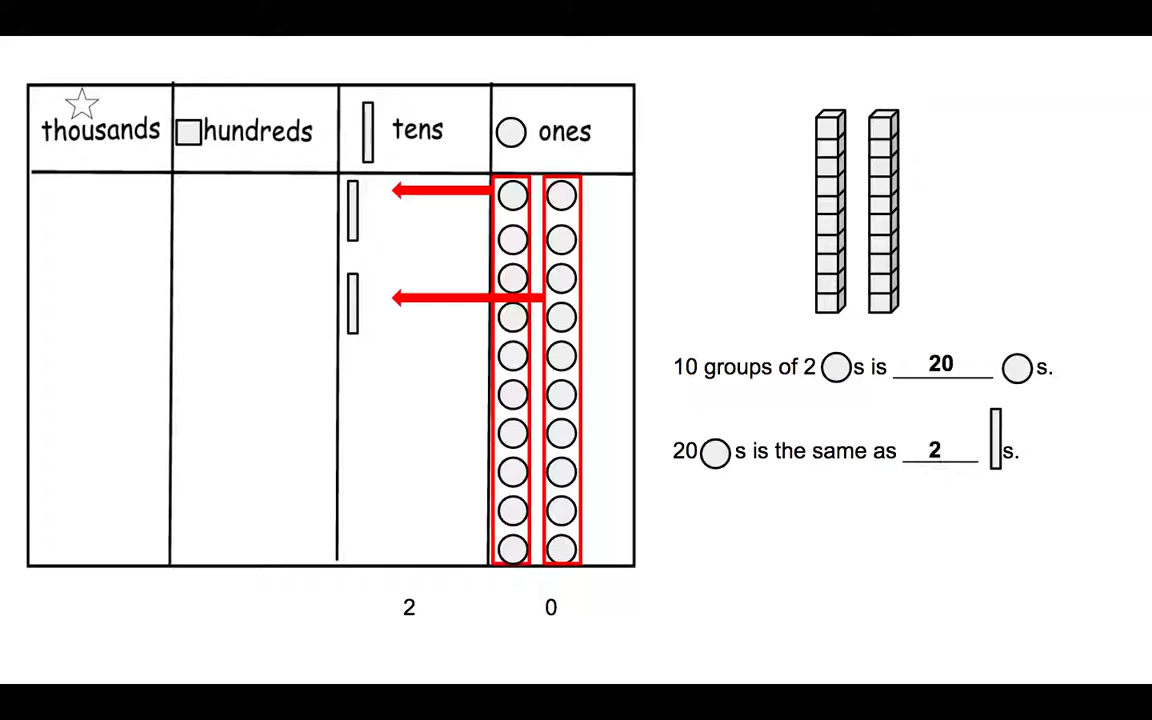 thousands hundreds tens ones
10 groups of 2 s is 20 s.
20 s is the same as 2 s.
2 0